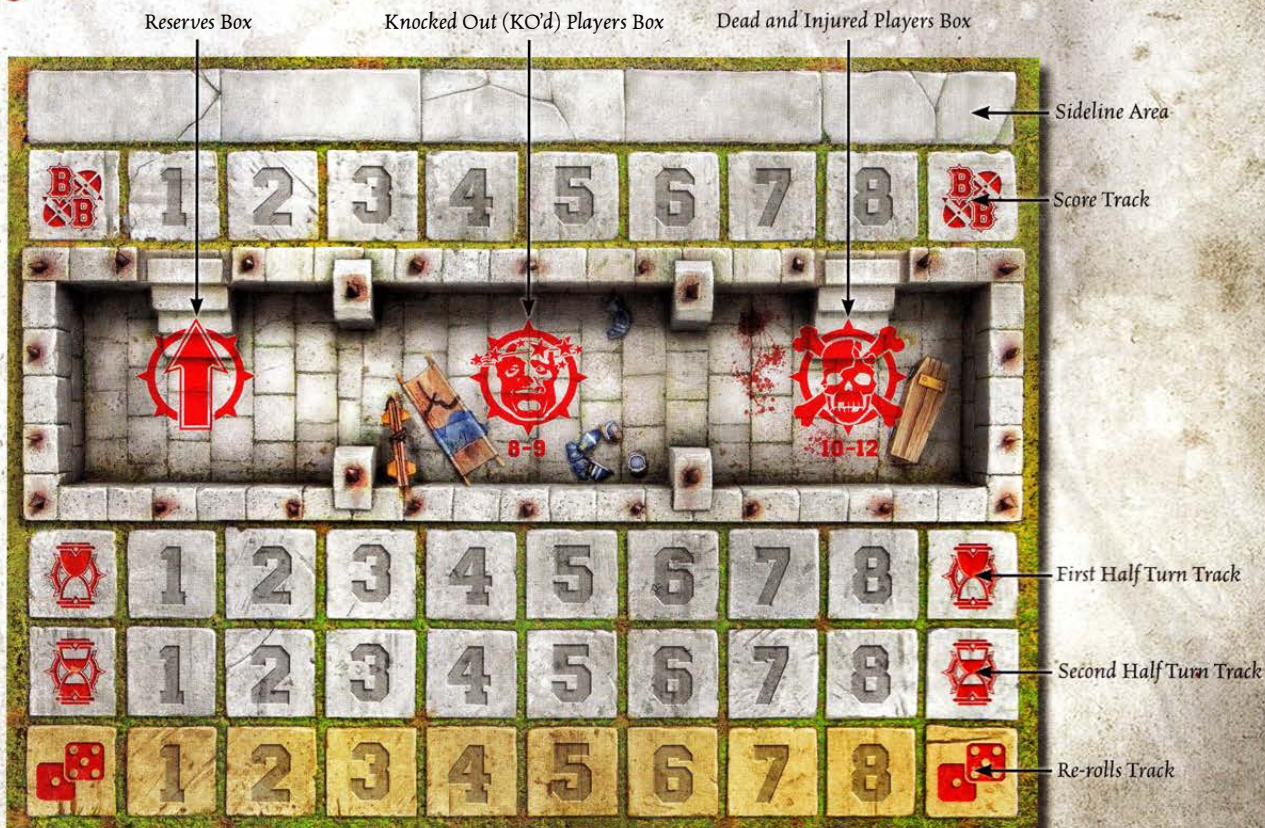 Reserves Box
Knocked Out (KO'd) Players Box
Dead and Injured Players Box
Sideline Area
B B 1 2 3 4 5 6 7 8 B B
Score Track
8-9
10-12
1 2 3 4 5 6 7 8
First Half Turn Track
1 2 3 4 5 6 7 8
Second Half Turn Track
1 2 3 4 5 6 7 8
Re-rolls Track